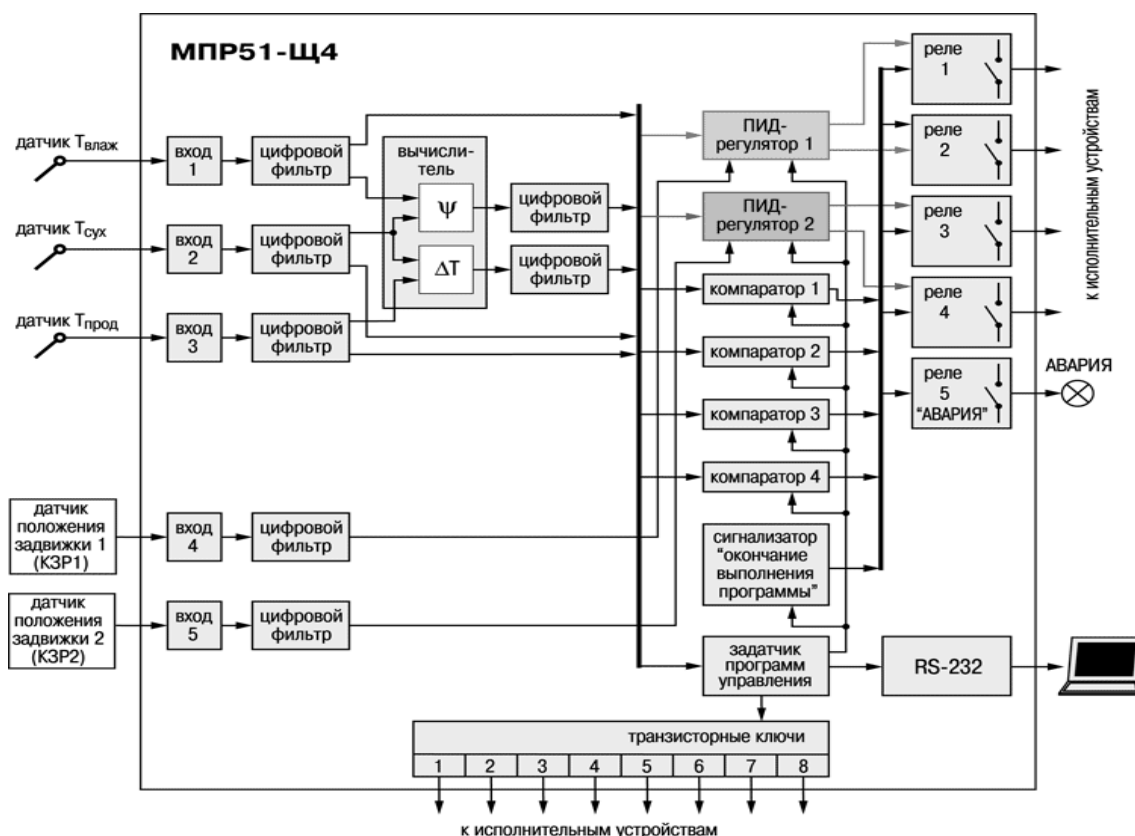 МПР51-Щ4
датчик Tвлаж
вход
1
цифровой
фильтр
датчик Tсух
вход
2
цифровой
фильтр
датчик Tпрод
вход
3
цифровой
фильтр
вычисли-
тель
ψ
ΔT
цифровой
фильтр
цифровой
фильтр
датчик
положения
задвижки 1
(КЗР1)
вход
4
цифровой
фильтр
датчик
положения
задвижки 2
(КЗР2)
вход
5
цифровой
фильтр
ПИД-
регулятор 1
ПИД-
регулятор 2
компаратор 1
компаратор 2
компаратор 3
компаратор 4
сигнализатор
“окончание
выполнения
программы”
задатчик
программ
управления
реле
1
реле
2
реле
3
реле
4
реле
5
“АВАРИЯ”
к исполнительным устройствам
АВАРИЯ
RS-232
транзисторные ключи
1 2 3 4 5 6 7 8
к исполнительным устройствам